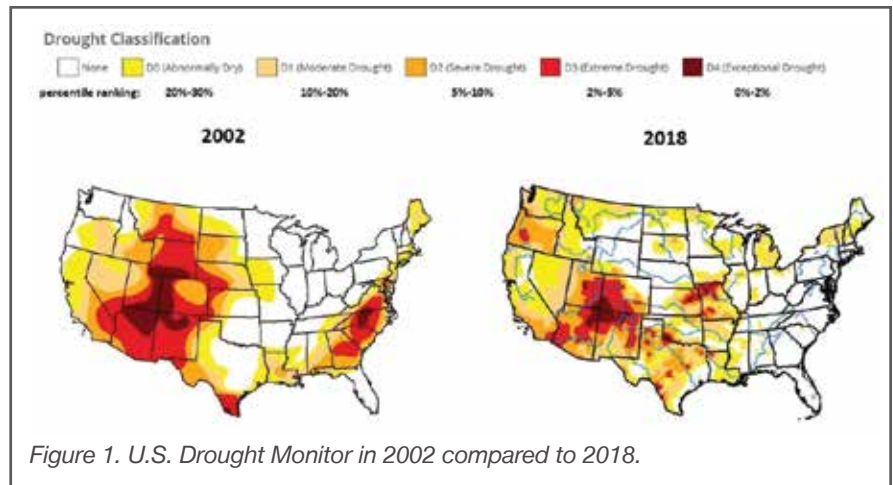 Drought Classification
None D0 (Abnormally Dry) D1 (Moderate Drought) D2 (Severe Drought) D3 (Extreme Drought) D4 (Exceptional Drought)
percentile ranking: 20%-30% 10%-20% 5%-10% 2%-5% 0%-2%
2002 2018
Figure 1. U.S. Drought Monitor in 2002 compared to 2018.